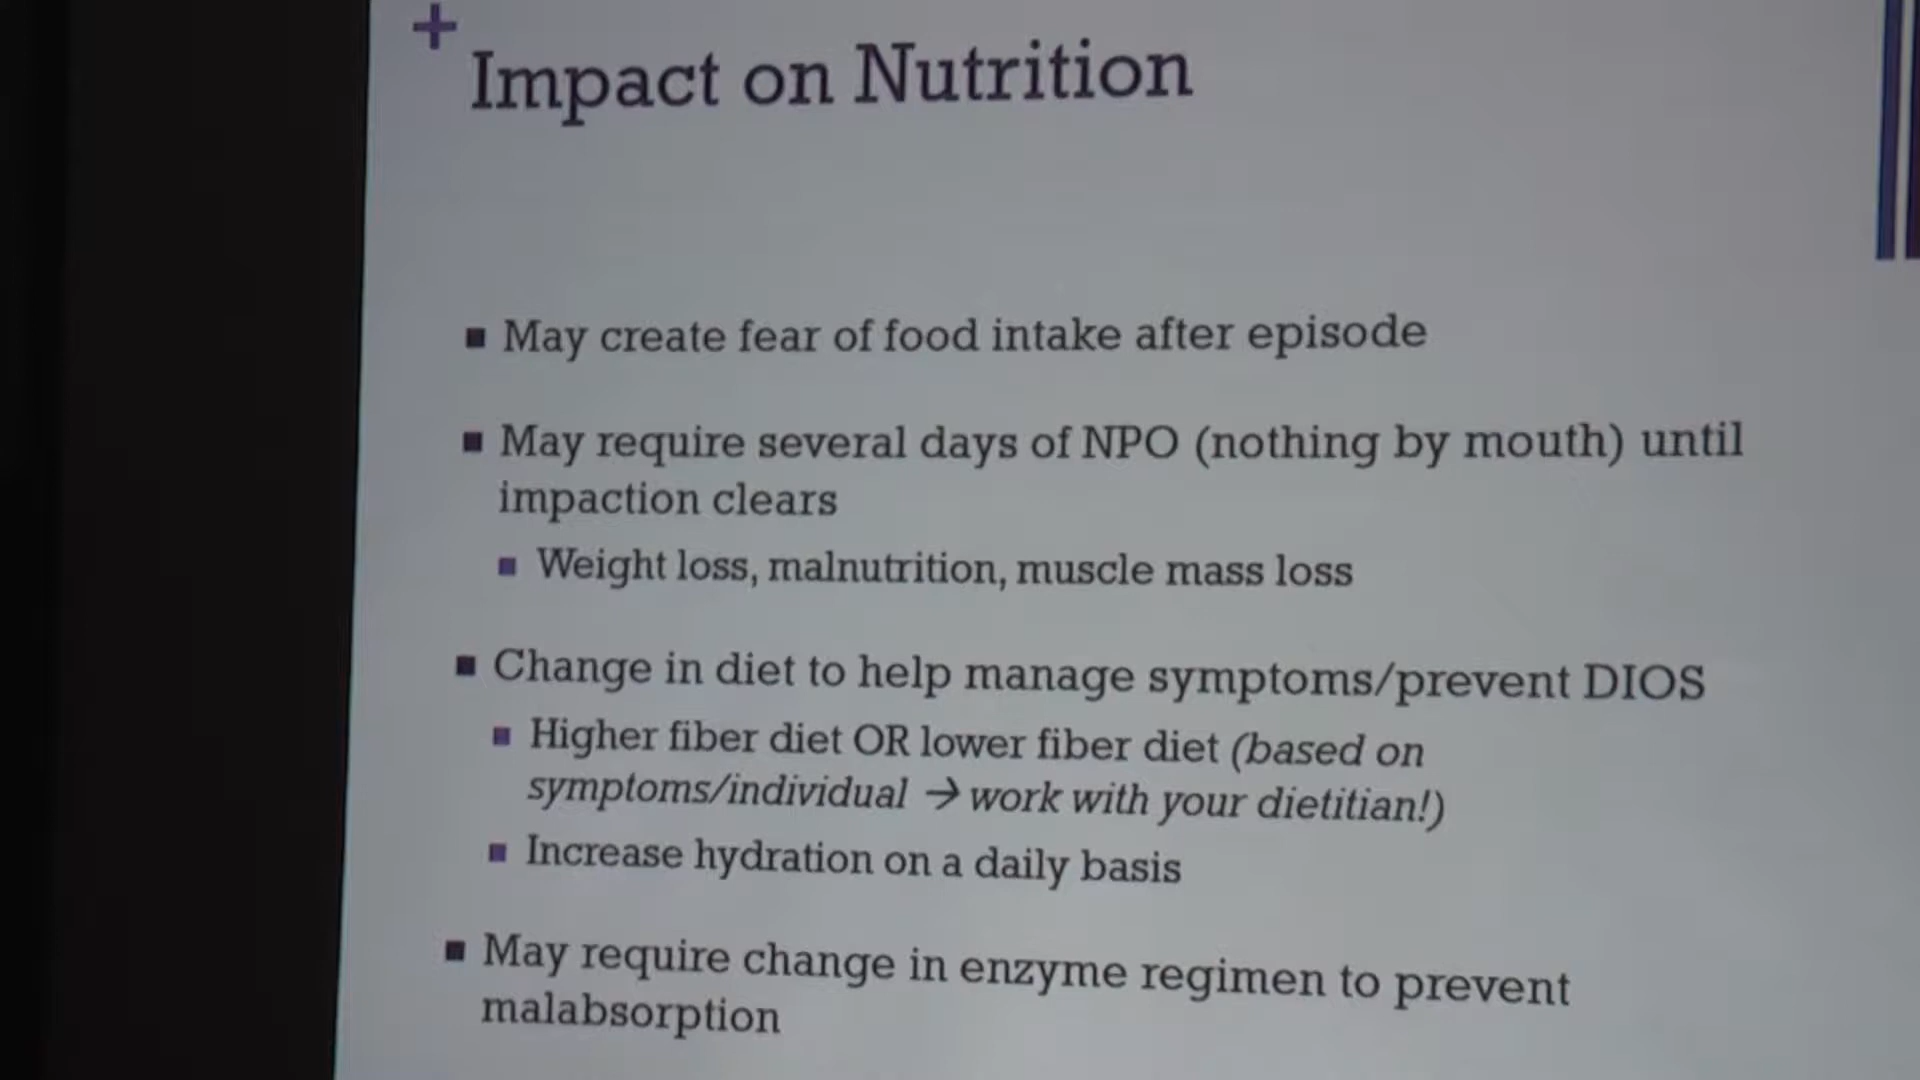 +
Impact on Nutrition
▪ May create fear of food intake after episode
▪ May require several days of NPO (nothing by mouth) until
impaction clears
▪ Weight loss, malnutrition, muscle mass loss
▪ Change in diet to help manage symptoms/prevent DIOS
▪ Higher fiber diet OR lower fiber diet (based on
symptoms/individual → work with your dietitian!)
▪ Increase hydration on a daily basis
▪ May require change in enzyme regimen to prevent
malabsorption